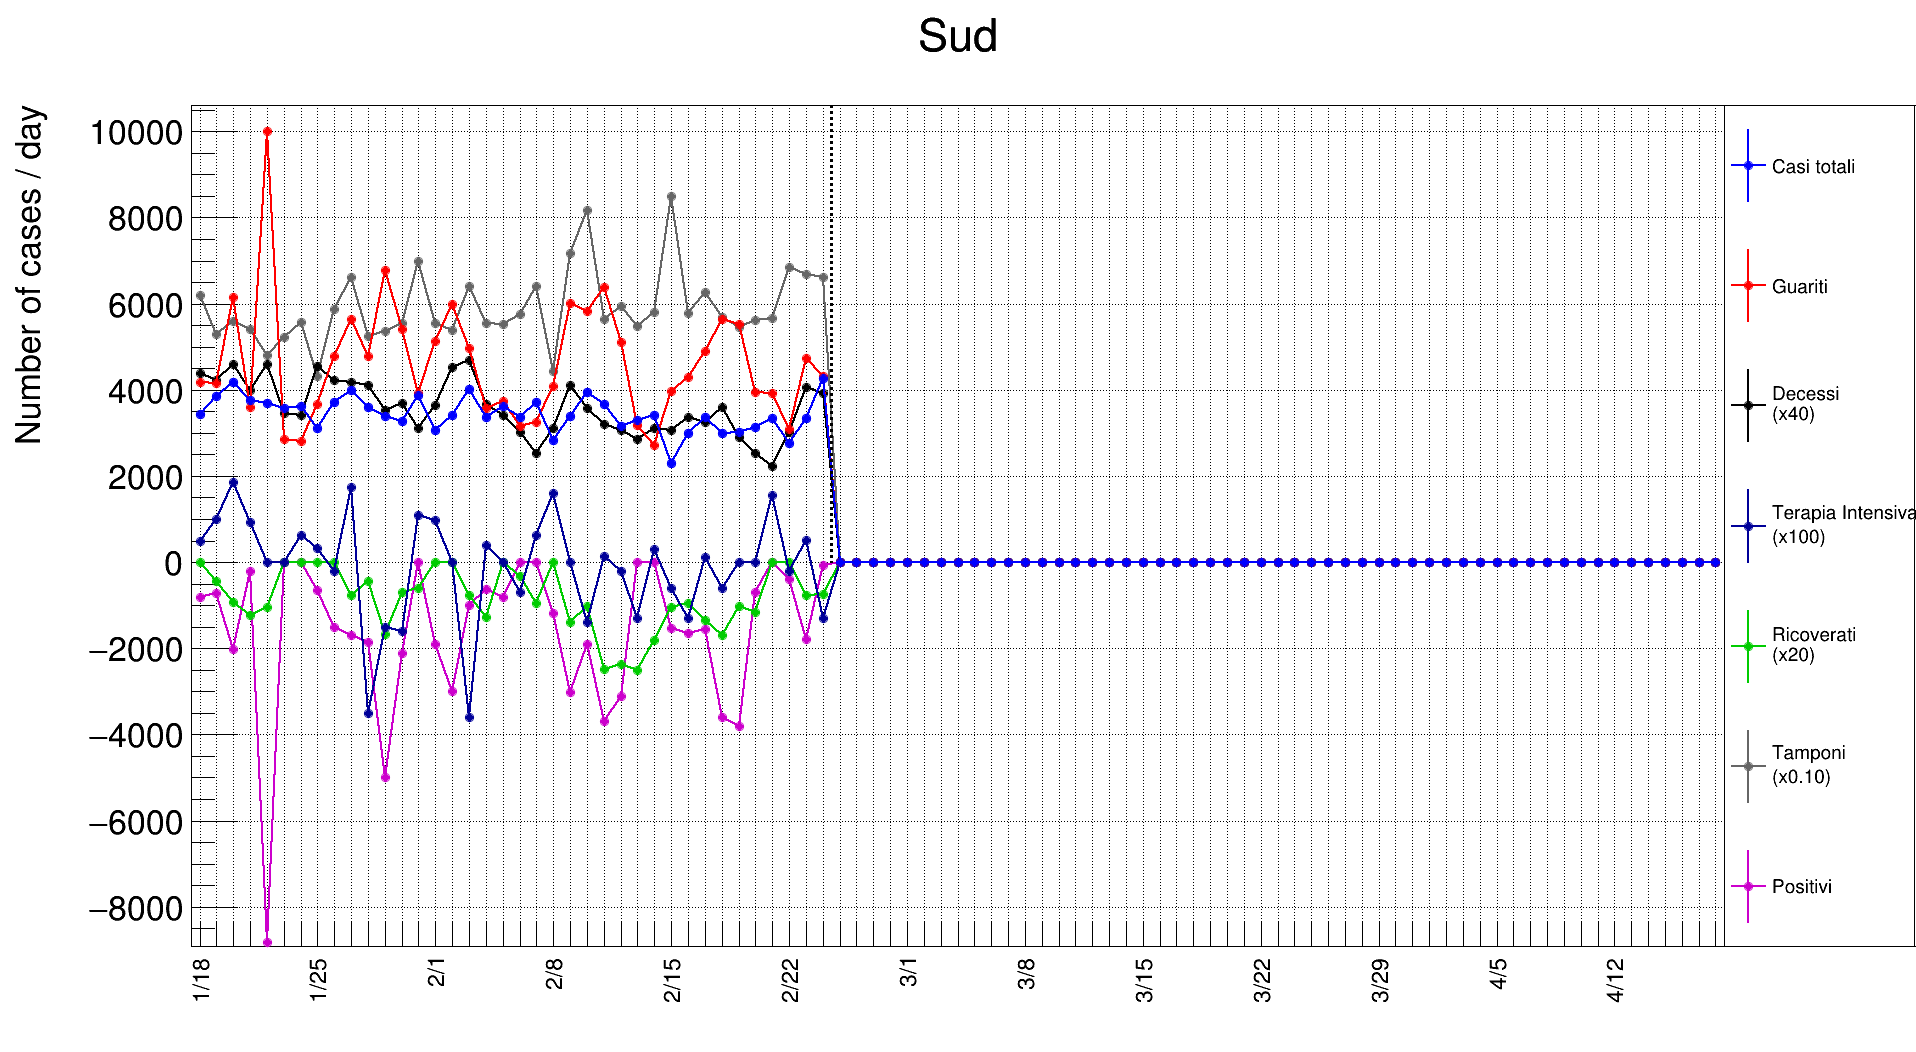 Sud
Number of cases / day
10000
8000
6000
4000
2000
0
−2000
−4000
−6000
−8000
1/18
1/25
2/1
2/8
2/15
2/22
3/1
3/8
3/15
3/22
3/29
4/5
4/12
Casi totali
Guariti
Decessi
(x40)
Terapia Intensiva
(x100)
Ricoverati
(x20)
Tamponi
(x0.10)
Positivi